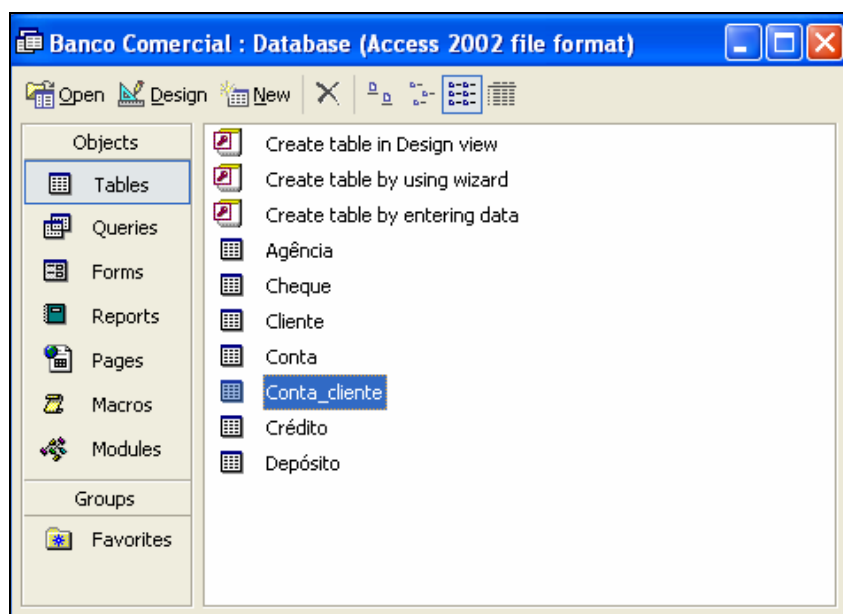 Banco Comercial : Database (Access 2002 file format)
Open Design New
Objects
Tables
Queries
Forms
Reports
Pages
Macros
Modules
Groups
Favorites
Create table in Design view
Create table by using wizard
Create table by entering data
Agência
Cheque
Cliente
Conta
Conta_cliente
Crédito
Depósito